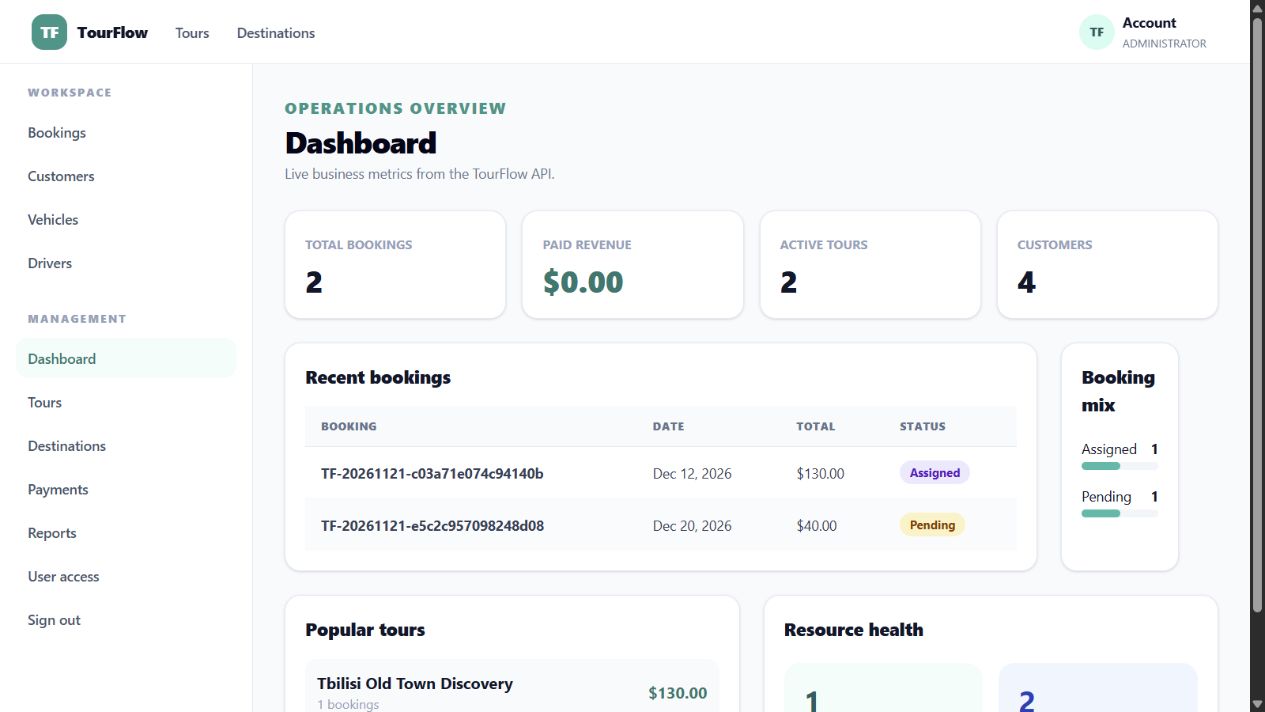 TF TourFlow Tours Destinations
TF Account
ADMINISTRATOR
WORKSPACE
Bookings
Customers
Vehicles
Drivers
MANAGEMENT
Dashboard
Tours
Destinations
Payments
Reports
User access
Sign out
OPERATIONS OVERVIEW
Dashboard
Live business metrics from the TourFlow API.
TOTAL BOOKINGS
2
PAID REVENUE
$0.00
ACTIVE TOURS
2
CUSTOMERS
4
Recent bookings
BOOKING DATE TOTAL STATUS
TF-20261121-c03a71e074c94140b Dec 12, 2026 $130.00 Assigned
TF-20261121-e5c2c957098248d08 Dec 20, 2026 $40.00 Pending
Booking
mix
Assigned 1
Pending 1
Popular tours
Tbilisi Old Town Discovery
1 bookings
$130.00
Resource health
1
2